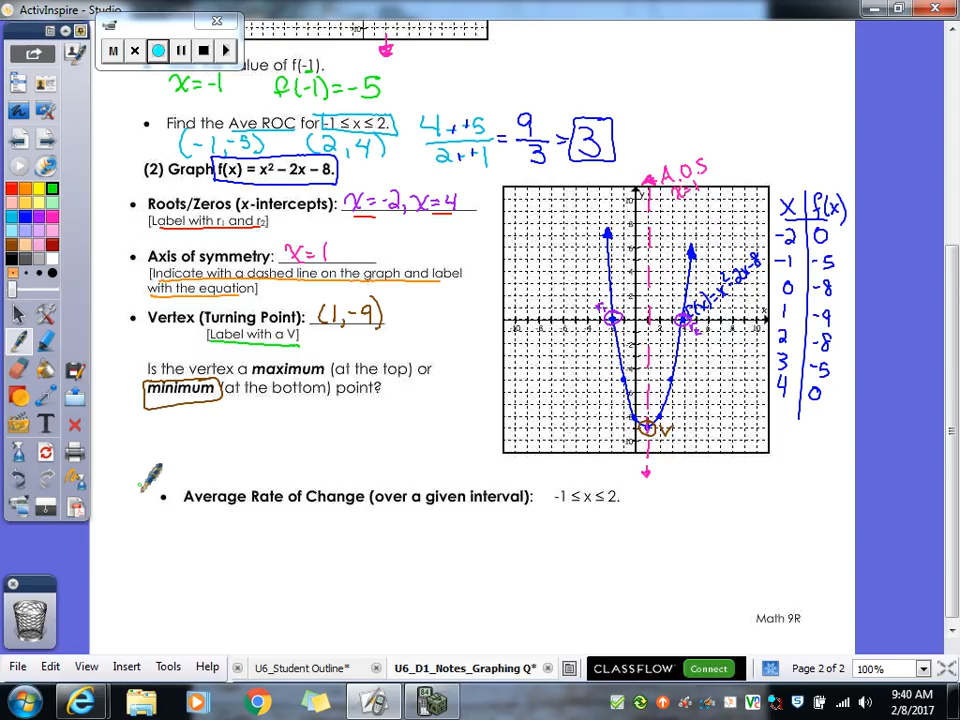 ActivInspire - Studio
M
value of f(-1).
x = -1 f(-1) = -5
• Find the Ave ROC for -1 ≤ x ≤ 2.
(-1, -5) (2, 4)
4 + +5 / 2 + +1 = 9/3 = 3
(2) Graph f(x) = x² – 2x – 8.
• Roots/Zeros (x-intercepts): x = -2, x = 4
[Label with r₁ and r₂]
• Axis of symmetry: x = 1
[Indicate with a dashed line on the graph and label
with the equation]
• Vertex (Turning Point): (1, -9)
[Label with a V]
Is the vertex a maximum (at the top) or
minimum (at the bottom) point?
A.O.S
x = 1
f(x) = x² - 2x - 8
r₁
r₂
V
x f(x)
-2 0
-1 -5
0 -8
1 -9
2 -8
3 -5
4 0
• Average Rate of Change (over a given interval): -1 ≤ x ≤ 2.
Math 9R
File Edit View Insert Tools Help
U6_Student Outline*
U6_D1_Notes_Graphing Q*
CLASSFLOW Connect
Page 2 of 2
100%
9:40 AM
2/8/2017